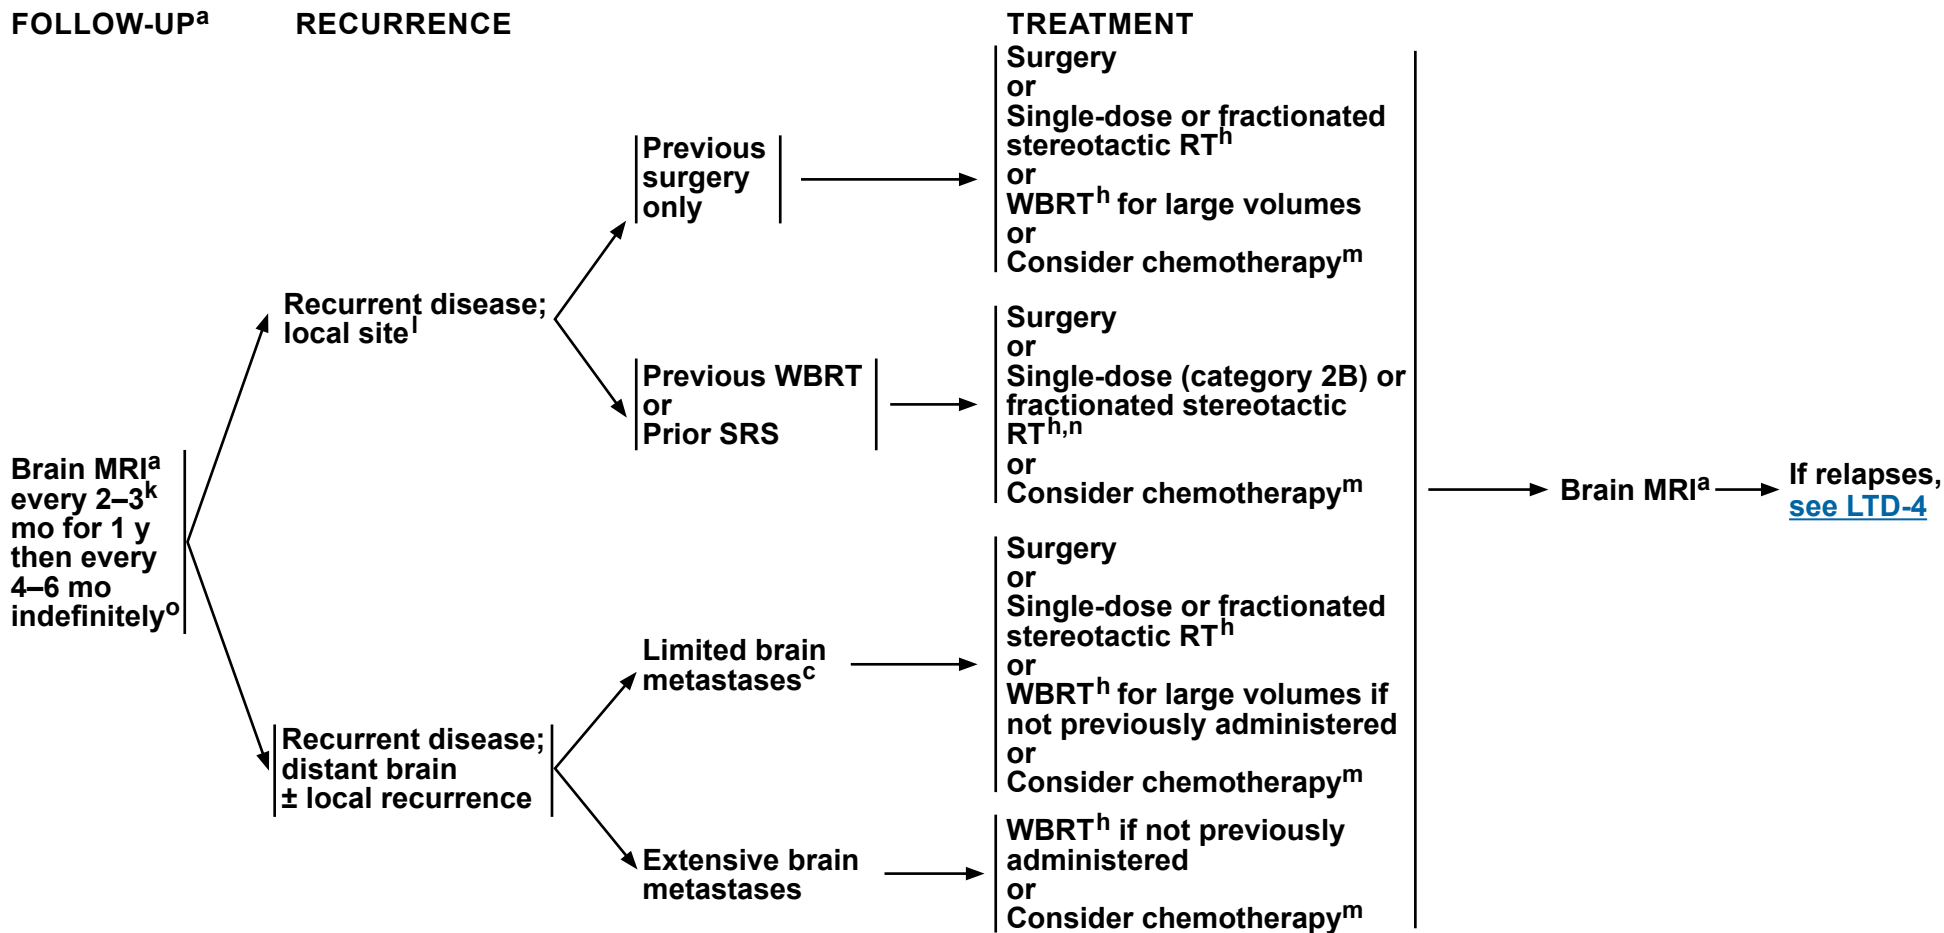 FOLLOW-UPa
RECURRENCE
TREATMENT
Brain MRIa
every 2–3k
mo for 1 y
then every
4–6 mo
indefinitelyo
Recurrent disease;
local sitel
Previous
surgery
only
Surgery
or
Single-dose or fractionated
stereotactic RTh
or
WBRTh for large volumes
or
Consider chemotherapym
Previous WBRT
or
Prior SRS
Surgery
or
Single-dose (category 2B) or
fractionated stereotactic
RTh,n
or
Consider chemotherapym
Recurrent disease;
distant brain
± local recurrence
Limited brain
metastasesc
Surgery
or
Single-dose or fractionated
stereotactic RTh
or
WBRTh for large volumes if
not previously administered
or
Consider chemotherapym
Extensive brain
metastases
WBRTh if not previously
administered
or
Consider chemotherapym
Brain MRIa
If relapses,
see LTD-4